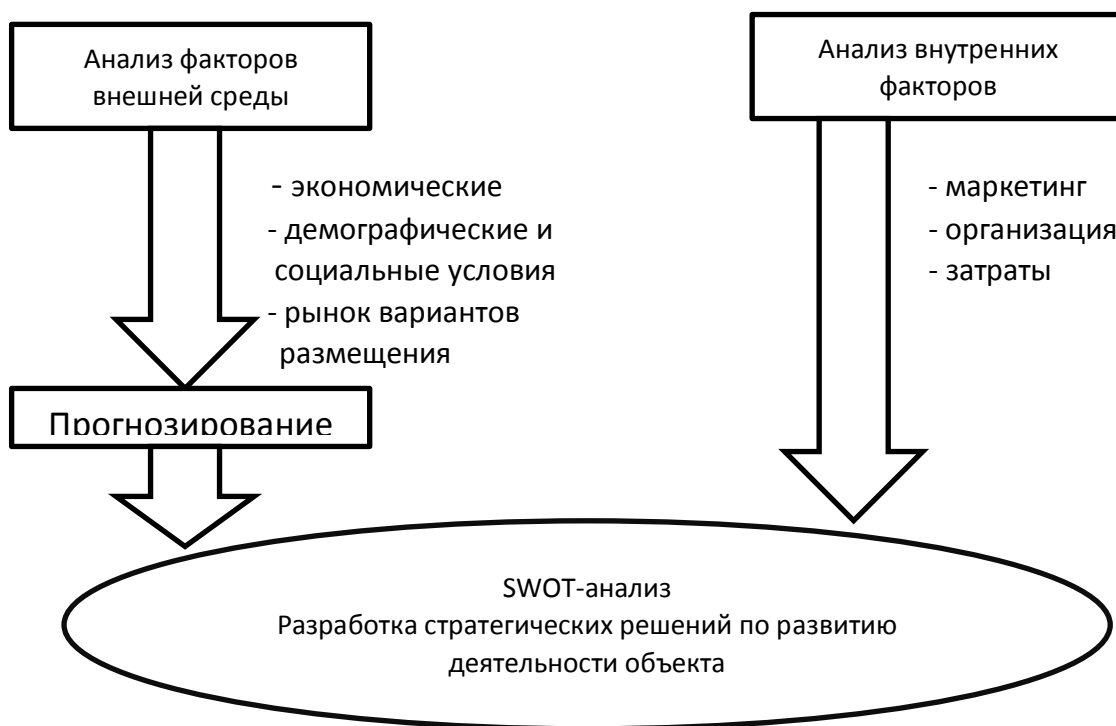 Анализ факторов
внешней среды
Анализ внутренних
факторов
- экономические
- демографические и
социальные условия
- рынок вариантов
размещения
- маркетинг
- организация
- затраты
Прогнозирование
SWOT-анализ
Разработка стратегических решений по развитию
деятельности объекта